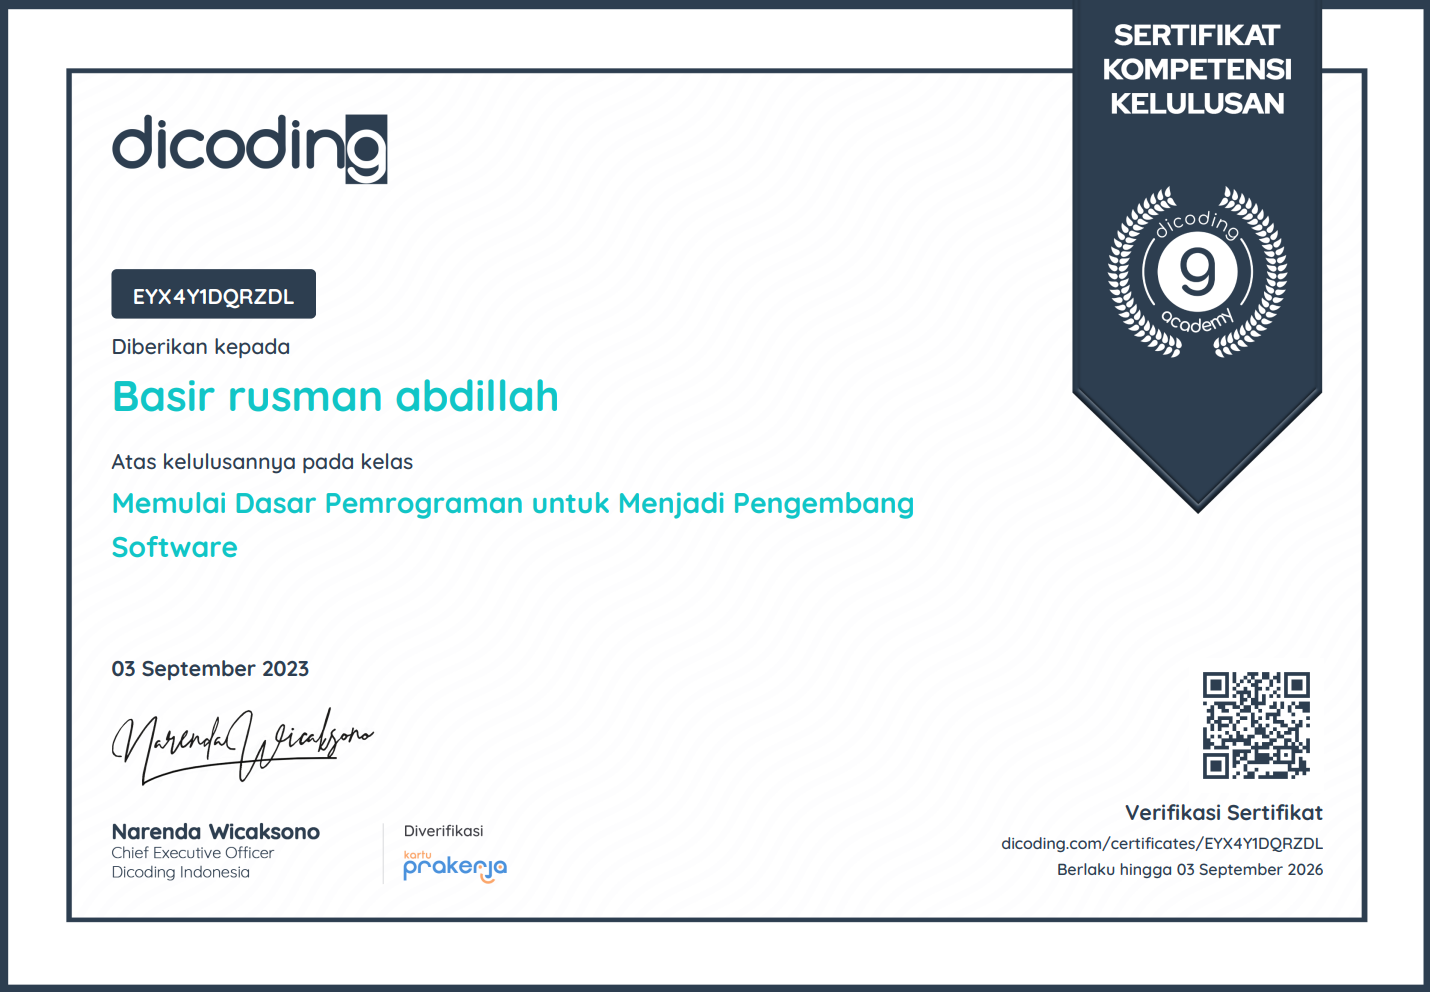 SERTIFIKAT
KOMPETENSI
KELULUSAN
dicoding
dicoding
g
academy
EYX4Y1DQRZDL
Diberikan kepada
Basir rusman abdillah
Atas kelulusannya pada kelas
Memulai Dasar Pemrograman untuk Menjadi Pengembang
Software
03 September 2023
Narenda Wicaksono
Narenda Wicaksono
Chief Executive Officer
Dicoding Indonesia
Diverifikasi
kartu
prakerja
Verifikasi Sertifikat
dicoding.com/certificates/EYX4Y1DQRZDL
Berlaku hingga 03 September 2026